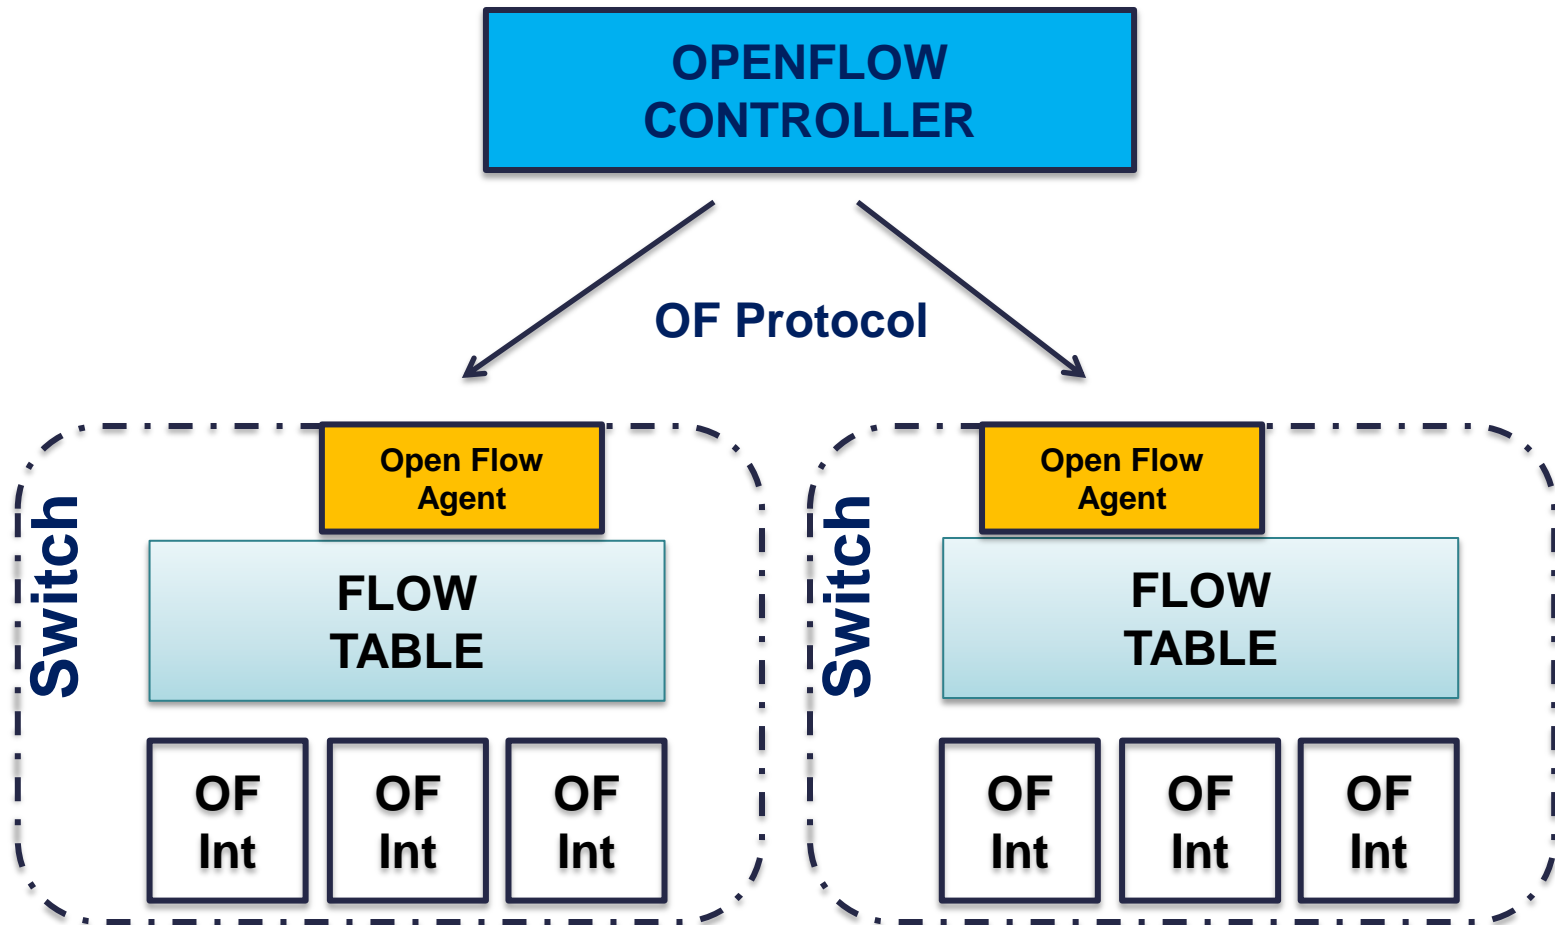 OPENFLOW
CONTROLLER
OF Protocol
Switch
Open Flow
Agent
FLOW
TABLE
OF
Int
OF
Int
OF
Int
Switch
Open Flow
Agent
FLOW
TABLE
OF
Int
OF
Int
OF
Int